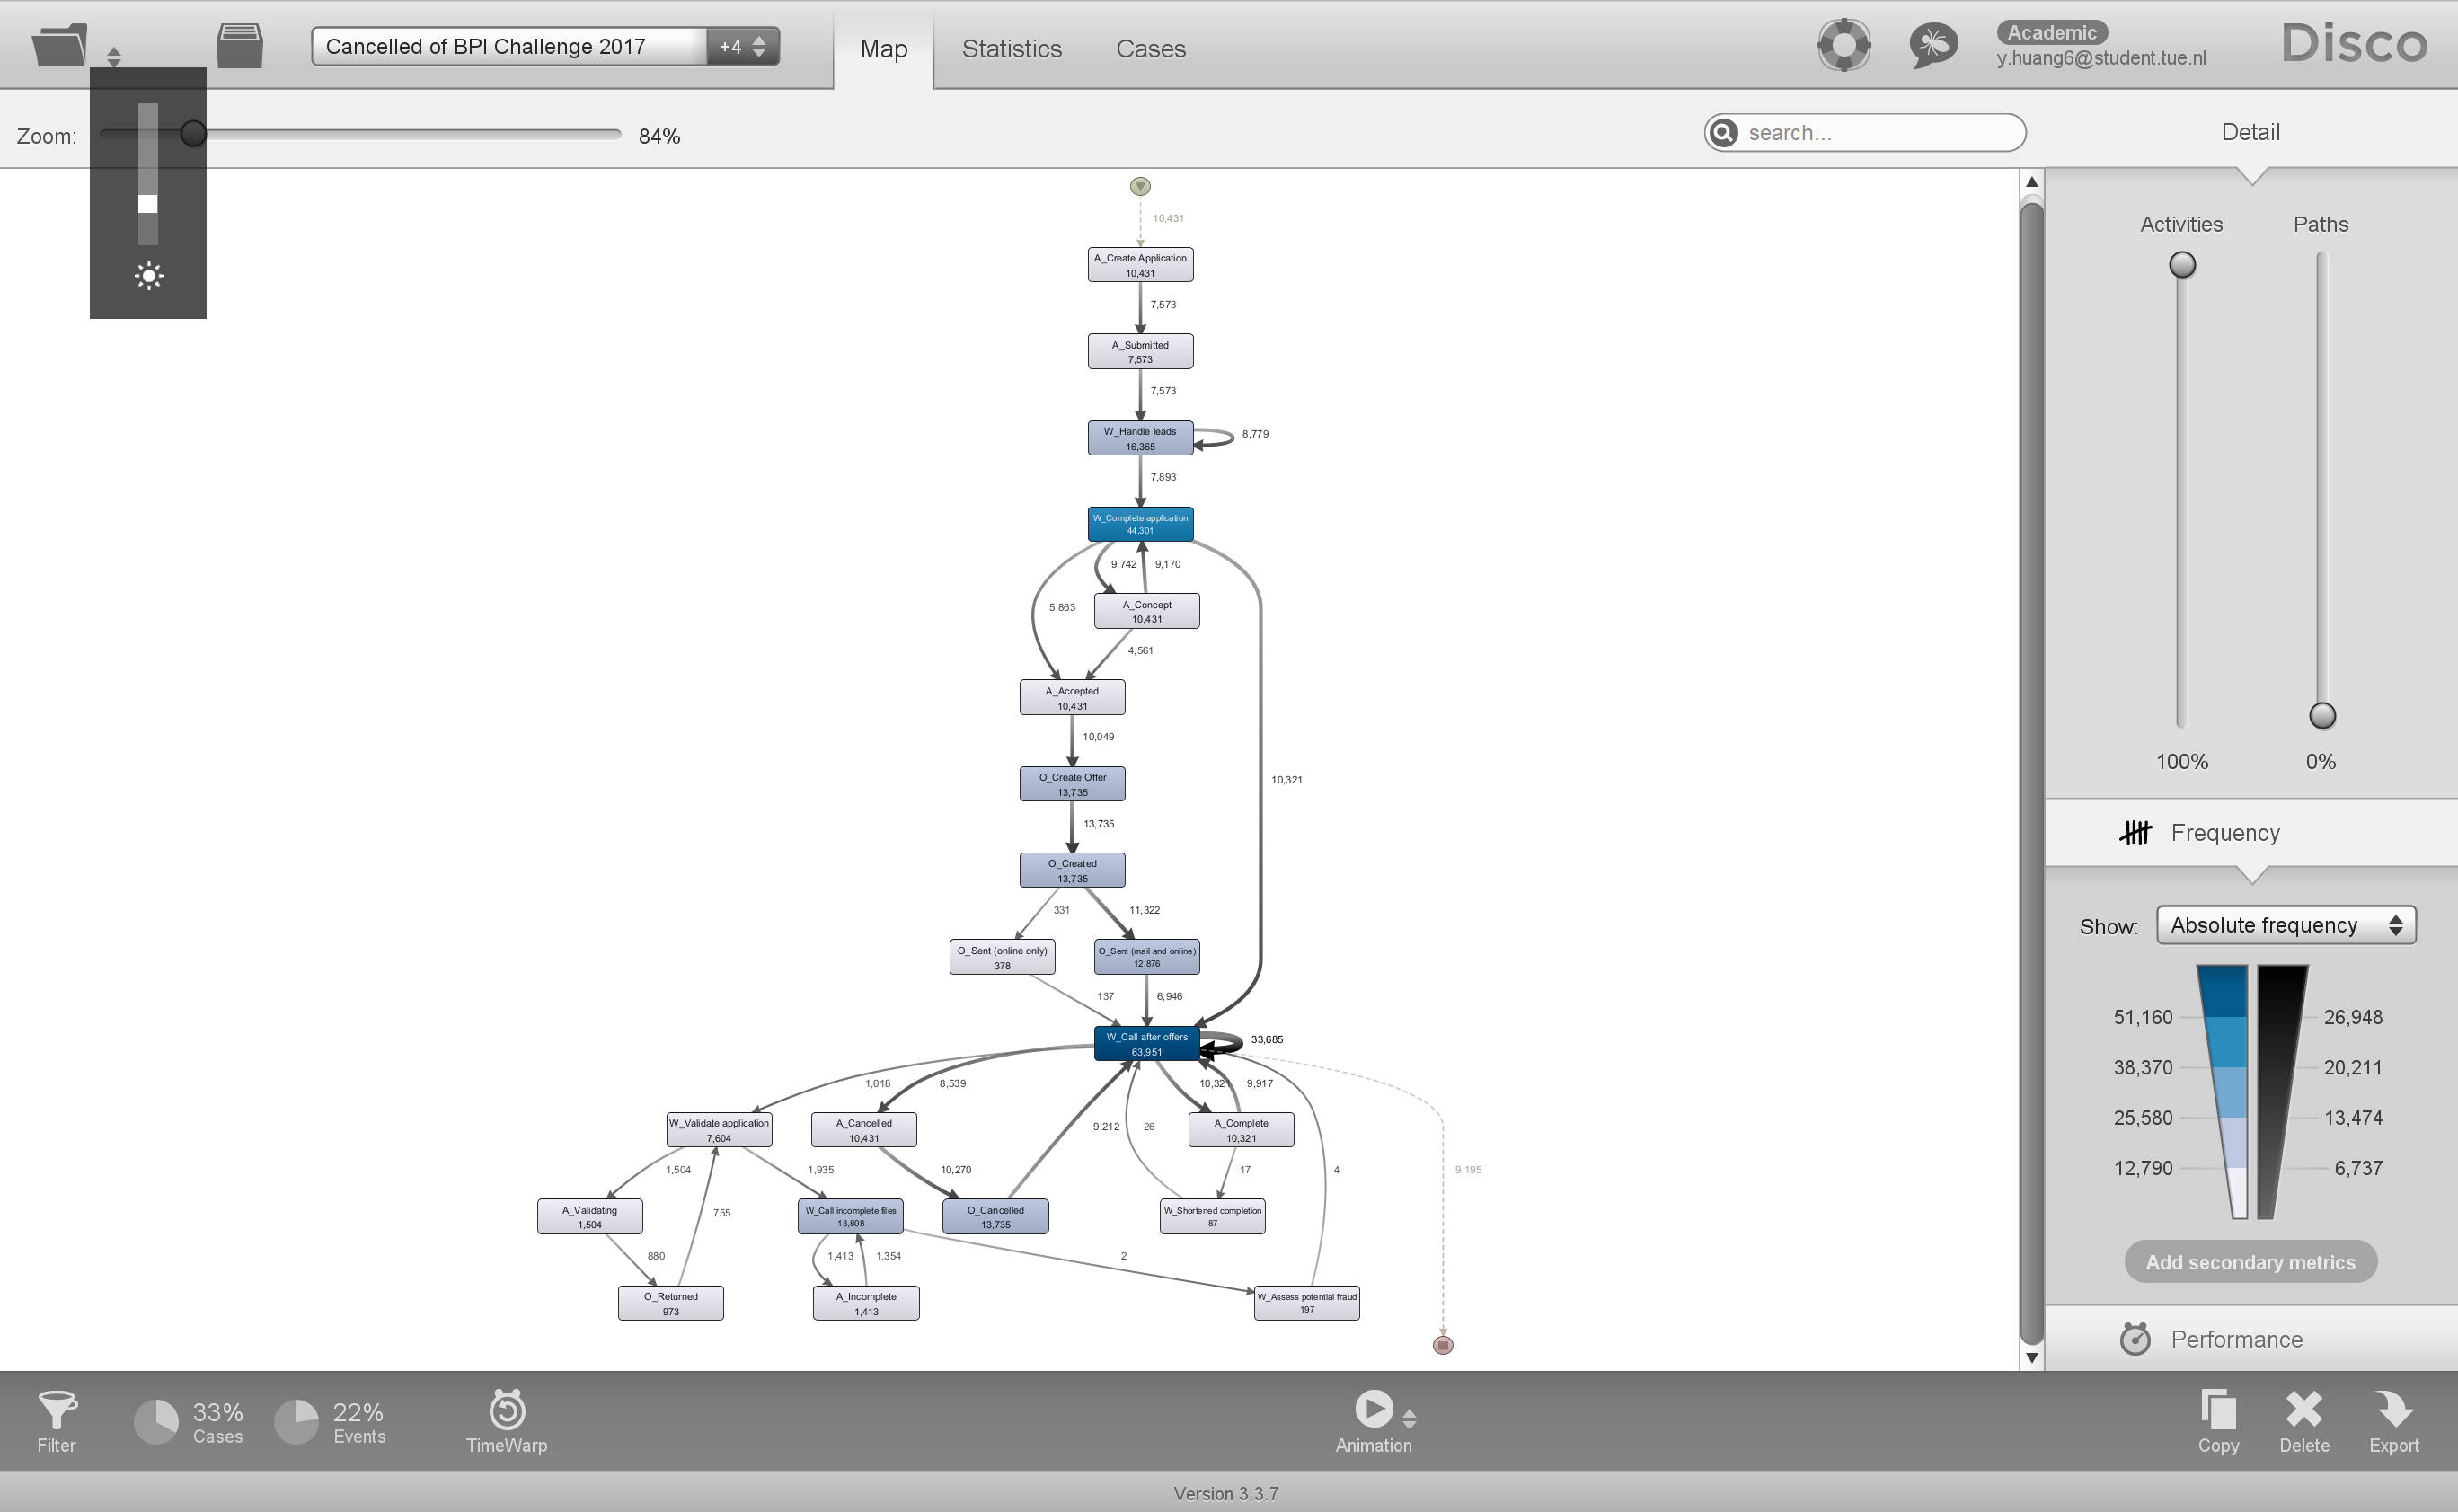 Cancelled of BPI Challenge 2017
+4
Map
Statistics
Cases
Academic
y.huang6@student.tue.nl
Disco
Zoom:
84%
search...
Detail
10,431
A_Create Application
10,431
7,573
A_Submitted
7,573
7,573
W_Handle leads
16,365
8,779
7,893
W_Complete application
44,301
9,742
9,170
5,863
A_Concept
10,431
4,561
A_Accepted
10,431
10,049
O_Create Offer
13,735
10,321
13,735
O_Created
13,735
331
11,322
O_Sent (online only)
378
O_Sent (mail and online)
12,876
137
6,946
W_Call after offers
63,951
33,685
1,018
8,539
10,321
9,917
W_Validate application
7,604
A_Cancelled
10,431
9,212
26
A_Complete
10,321
1,504
1,935
10,270
17
4
9,195
A_Validating
1,504
755
W_Call incomplete files
13,808
O_Cancelled
13,735
W_Shortened completion
87
880
1,413
1,354
2
O_Returned
973
A_Incomplete
1,413
W_Assess potential fraud
197
Activities
Paths
100%
0%
Frequency
Show:
Absolute frequency
51,160
26,948
38,370
20,211
25,580
13,474
12,790
6,737
Add secondary metrics
Performance
Filter
33%
Cases
22%
Events
TimeWarp
Animation
Copy
Delete
Export
Version 3.3.7